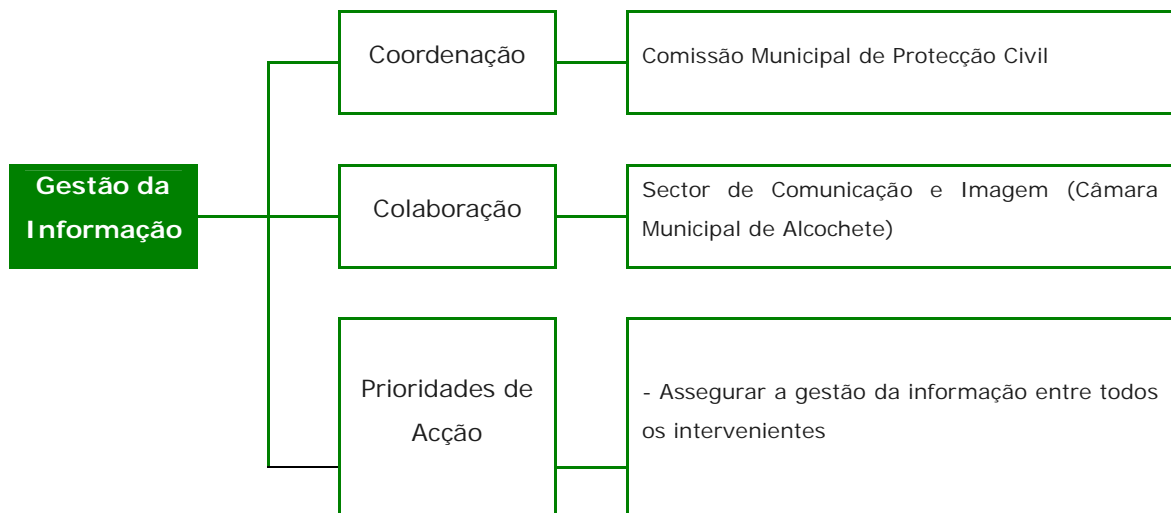 Coordenação
Comissão Municipal de Protecção Civil
Gestão da
Informação
Colaboração
Sector de Comunicação e Imagem (Câmara
Municipal de Alcochete)
Prioridades de
Acção
- Assegurar a gestão da informação entre todos
os intervenientes